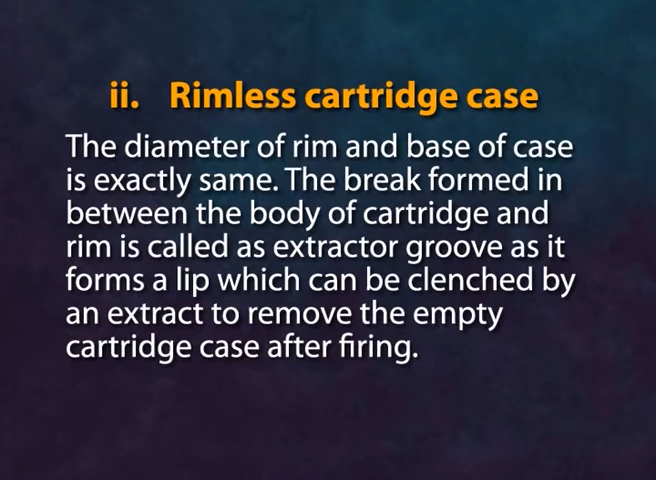 ii. Rimless cartridge case
The diameter of rim and base of case
is exactly same. The break formed in
between the body of cartridge and
rim is called as extractor groove as it
forms a lip which can be clenched by
an extract to remove the empty
cartridge case after firing.